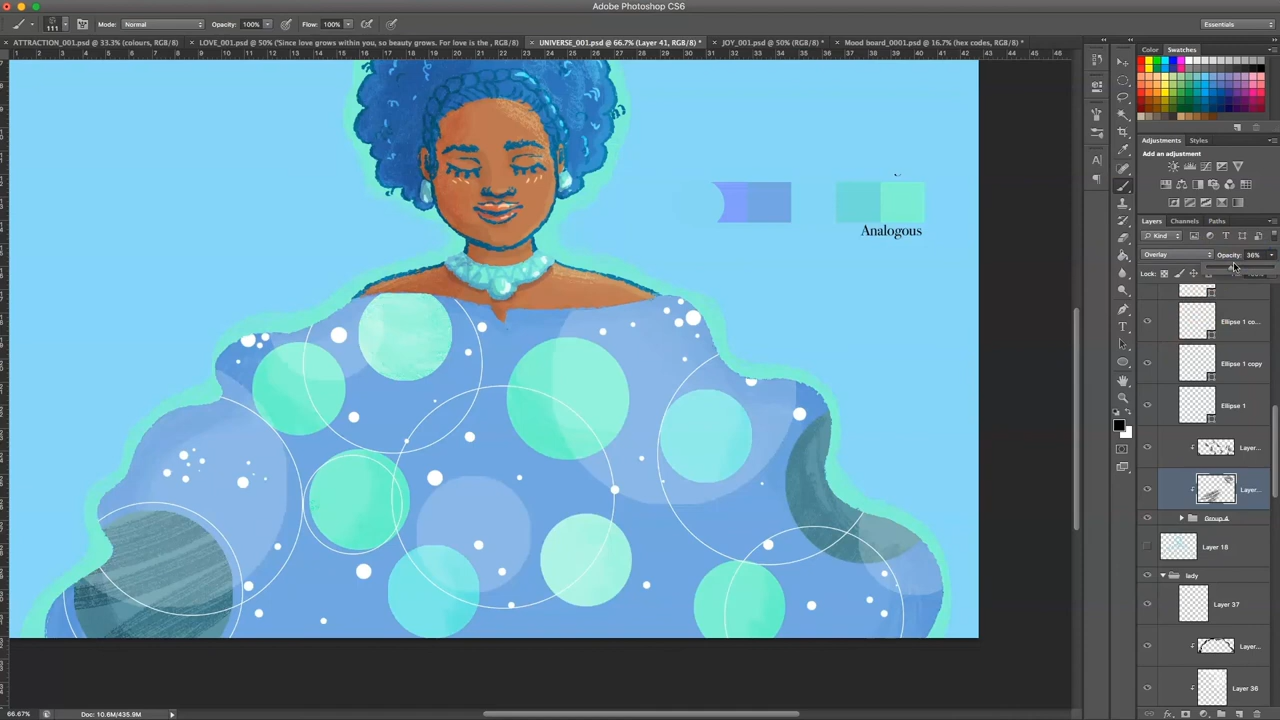 Adobe Photoshop CS6
111 Mode: Normal Opacity: 100% Flow: 100% Essentials
ATTRACTION_001.psd @ 33.3% (colours, RGB/8) LOVE_001.psd @ 50% ("Since love grows within you, so beauty grows. For love is the , RGB/8) UNIVERSE_001.psd @ 66.7% (Layer 41, RGB/8) * JOY_001.psd @ 50% (RGB/8) * Mood board_0001 @ 16.7% (hex codes, RGB/8) *
Color Swatches
Adjustments Styles
Add an adjustment
Layers Channels Paths
Kind
Overlay Opacity: 36%
Lock:
Ellipse 1 co...
Ellipse 1 copy
Ellipse 1
Layer...
Layer...
Group A
Layer 18
lady
Layer 37
Layer...
Layer 36
Analogous
66.67% Doc: 10.6M/435.9M